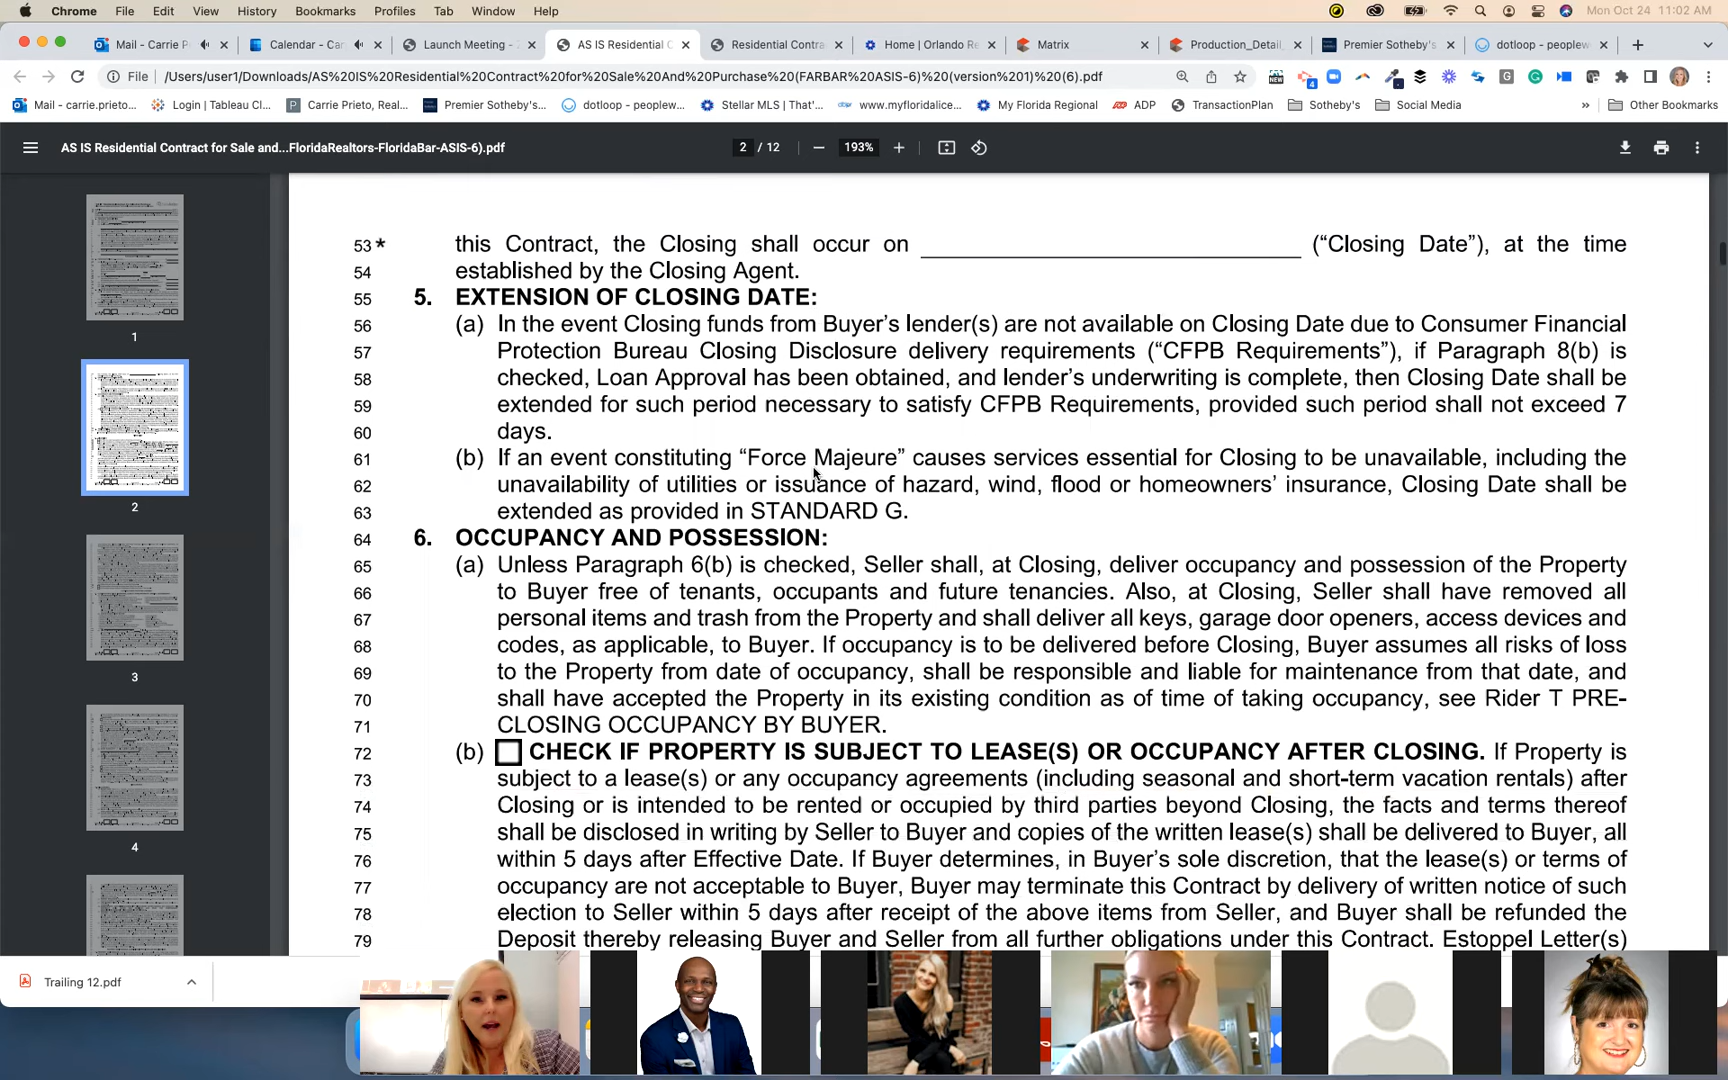 Chrome File Edit View History Bookmarks Profiles Tab Window Help Mon Oct 24 11:02 AM
Mail - Carrie P Calendar - Ca Launch Meeting - AS IS Residential C Residential Contra Home | Orlando Re Matrix Production_Detail_ Premier Sotheby's dotloop - peoplew
File /Users/user1/Downloads/AS%20IS%20Residential%20Contract%20for%20Sale%20And%20Purchase%20(FARBAR%20ASIS-6)%20(version%201)%20(6).pdf
Mail - carrie.prieto... Login | Tableau Cl... Carrie Prieto, Real... Premier Sotheby's... dotloop - peoplew... Stellar MLS | That'... www.myfloridalice... My Florida Regional ADP TransactionPlan Sotheby's Social Media » Other Bookmarks
AS IS Residential Contract for Sale and...FloridaRealtors-FloridaBar-ASIS-6).pdf 2 / 12 193%
1
2
3
4
53* this Contract, the Closing shall occur on ____________________ (“Closing Date”), at the time
54 established by the Closing Agent.
55 5. EXTENSION OF CLOSING DATE:
56 (a) In the event Closing funds from Buyer’s lender(s) are not available on Closing Date due to Consumer Financial
57 Protection Bureau Closing Disclosure delivery requirements (“CFPB Requirements”), if Paragraph 8(b) is
58 checked, Loan Approval has been obtained, and lender’s underwriting is complete, then Closing Date shall be
59 extended for such period necessary to satisfy CFPB Requirements, provided such period shall not exceed 7
60 days.
61 (b) If an event constituting “Force Majeure” causes services essential for Closing to be unavailable, including the
62 unavailability of utilities or issuance of hazard, wind, flood or homeowners’ insurance, Closing Date shall be
63 extended as provided in STANDARD G.
64 6. OCCUPANCY AND POSSESSION:
65 (a) Unless Paragraph 6(b) is checked, Seller shall, at Closing, deliver occupancy and possession of the Property
66 to Buyer free of tenants, occupants and future tenancies. Also, at Closing, Seller shall have removed all
67 personal items and trash from the Property and shall deliver all keys, garage door openers, access devices and
68 codes, as applicable, to Buyer. If occupancy is to be delivered before Closing, Buyer assumes all risks of loss
69 to the Property from date of occupancy, shall be responsible and liable for maintenance from that date, and
70 shall have accepted the Property in its existing condition as of time of taking occupancy, see Rider T PRE-
71 CLOSING OCCUPANCY BY BUYER.
72 (b) CHECK IF PROPERTY IS SUBJECT TO LEASE(S) OR OCCUPANCY AFTER CLOSING. If Property is
73 subject to a lease(s) or any occupancy agreements (including seasonal and short-term vacation rentals) after
74 Closing or is intended to be rented or occupied by third parties beyond Closing, the facts and terms thereof
75 shall be disclosed in writing by Seller to Buyer and copies of the written lease(s) shall be delivered to Buyer, all
76 within 5 days after Effective Date. If Buyer determines, in Buyer’s sole discretion, that the lease(s) or terms of
77 occupancy are not acceptable to Buyer, Buyer may terminate this Contract by delivery of written notice of such
78 election to Seller within 5 days after receipt of the above items from Seller, and Buyer shall be refunded the
79 Deposit thereby releasing Buyer and Seller from all further obligations under this Contract. Estoppel Letter(s)
Trailing 12.pdf